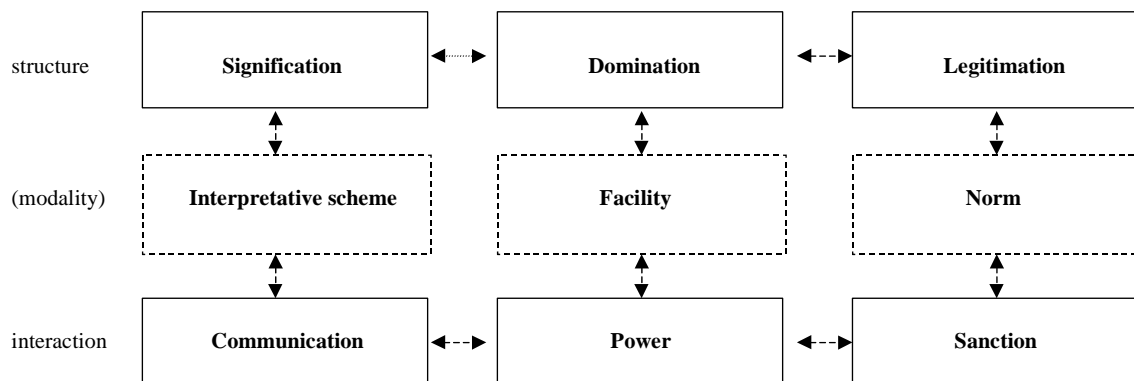 structure Signification Domination Legitimation
(modality) Interpretative scheme Facility Norm
interaction Communication Power Sanction